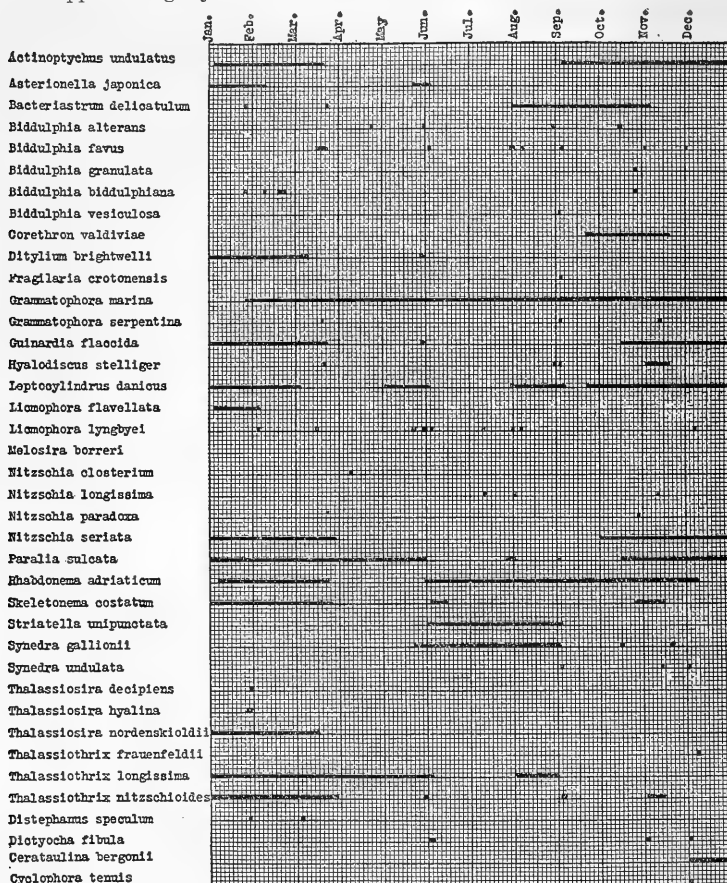 Jan.
Feb.
Mar.
Apr.
May
Jun.
Jul.
Aug.
Sep.
Oct.
Nov.
Dec.
Actinoptychus undulatus
Asterionella japonica
Bacteriastrum delicatulum
Biddulphia alterans
Biddulphia favus
Biddulphia granulata
Biddulphia biddulphiana
Biddulphia vesiculosa
Corethron valdiviae
Ditylium brightwelli
Fragilaria crotonensis
Grammatophora marina
Grammatophora serpentina
Guinardia flaccida
Hyalodiscus stelliger
Leptocylindrus danicus
Licmophora flavellata
Licmophora lyngbyei
Melosira borreri
Nitzschia closterium
Nitzschia longissima
Nitzschia paradoxa
Nitzschia seriata
Paralia sulcata
Rhabdonema adriaticum
Skeletonema costatum
Striatella unipunctata
Synedra gallionii
Synedra undulata
Thalassiosira decipiens
Thalassiosira hyalina
Thalassiosira nordenskioldii
Thalassiothrix frauenfeldii
Thalassiothrix longissima
Thalassiothrix nitzschioides
Distephanus speculum
Dictyocha fibula
Cerataulina bergonii
Cyclophora tenuis